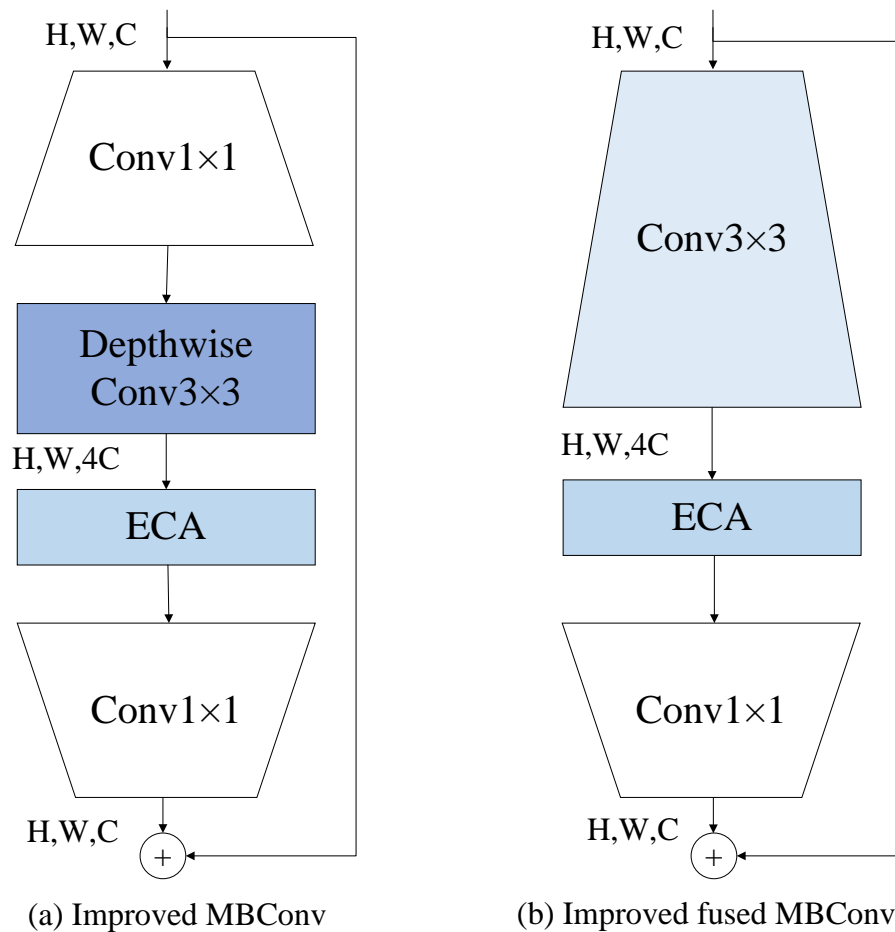 H,W,C
Conv1×1
Depthwise
Conv3×3
H,W,4C
ECA
Conv1×1
H,W,C
+
(a) Improved MBConv
H,W,C
Conv3×3
H,W,4C
ECA
Conv1×1
H,W,C
+
(b) Improved fused MBConv